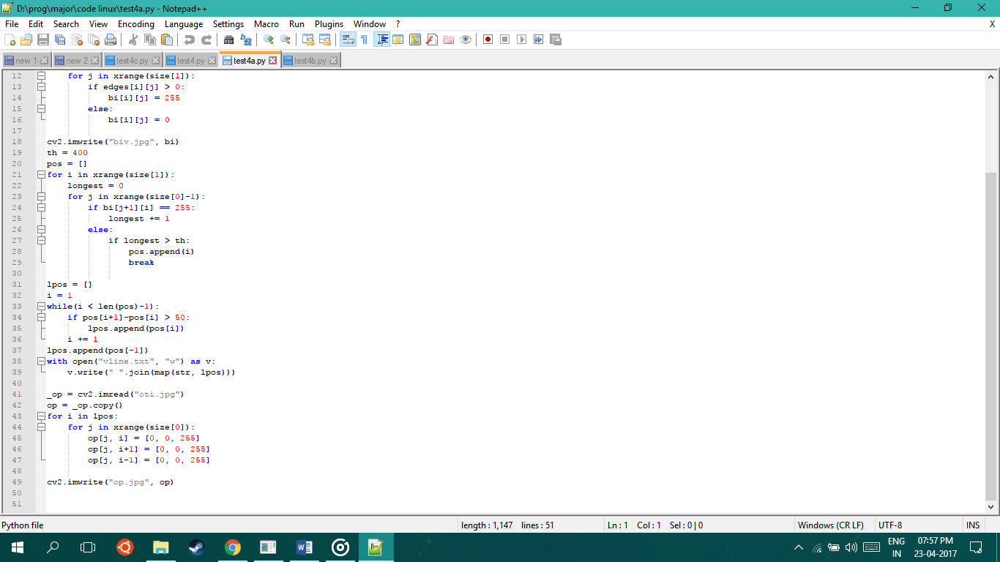 D:\prog\major\code linux\test4a.py - Notepad++
File Edit Search View Encoding Language Settings Macro Run Plugins Window ? X
new 1 new 2 test4c.py test4.py test4a.py test4b.py
12 for j in xrange(size[1]):
13 if edges[i][j] > 0:
14 bi[i][j] = 255
15 else:
16 bi[i][j] = 0
17
18 cv2.imwrite("biv.jpg", bi)
19 th = 400
20 pos = []
21 for i in xrange(size[1]):
22 longest = 0
23 for j in xrange(size[0]-1):
24 if bi[j+1][i] == 255:
25 longest += 1
26 else:
27 if longest > th:
28 pos.append(i)
29 break
30
31 lpos = []
32 i = 1
33 while(i < len(pos)-1):
34 if pos[i+1]-pos[i] > 50:
35 lpos.append(pos[i])
36 i += 1
37 lpos.append(pos[-1])
38 with open("vline.txt", "w") as v:
39 v.write(" ".join(map(str, lpos)))
40
41 _op = cv2.imread("oti.jpg")
42 op = _op.copy()
43 for i in lpos:
44 for j in xrange(size[0]):
45 op[j, i] = [0, 0, 255]
46 op[j, i+1] = [0, 0, 255]
47 op[j, i-1] = [0, 0, 255]
48
49 cv2.imwrite("op.jpg", op)
50
51
Python file length : 1,147 lines : 51 Ln : 1 Col : 1 Sel : 0 | 0 Windows (CR LF) UTF-8 INS
ENG 07:57 PM
IN 23-04-2017